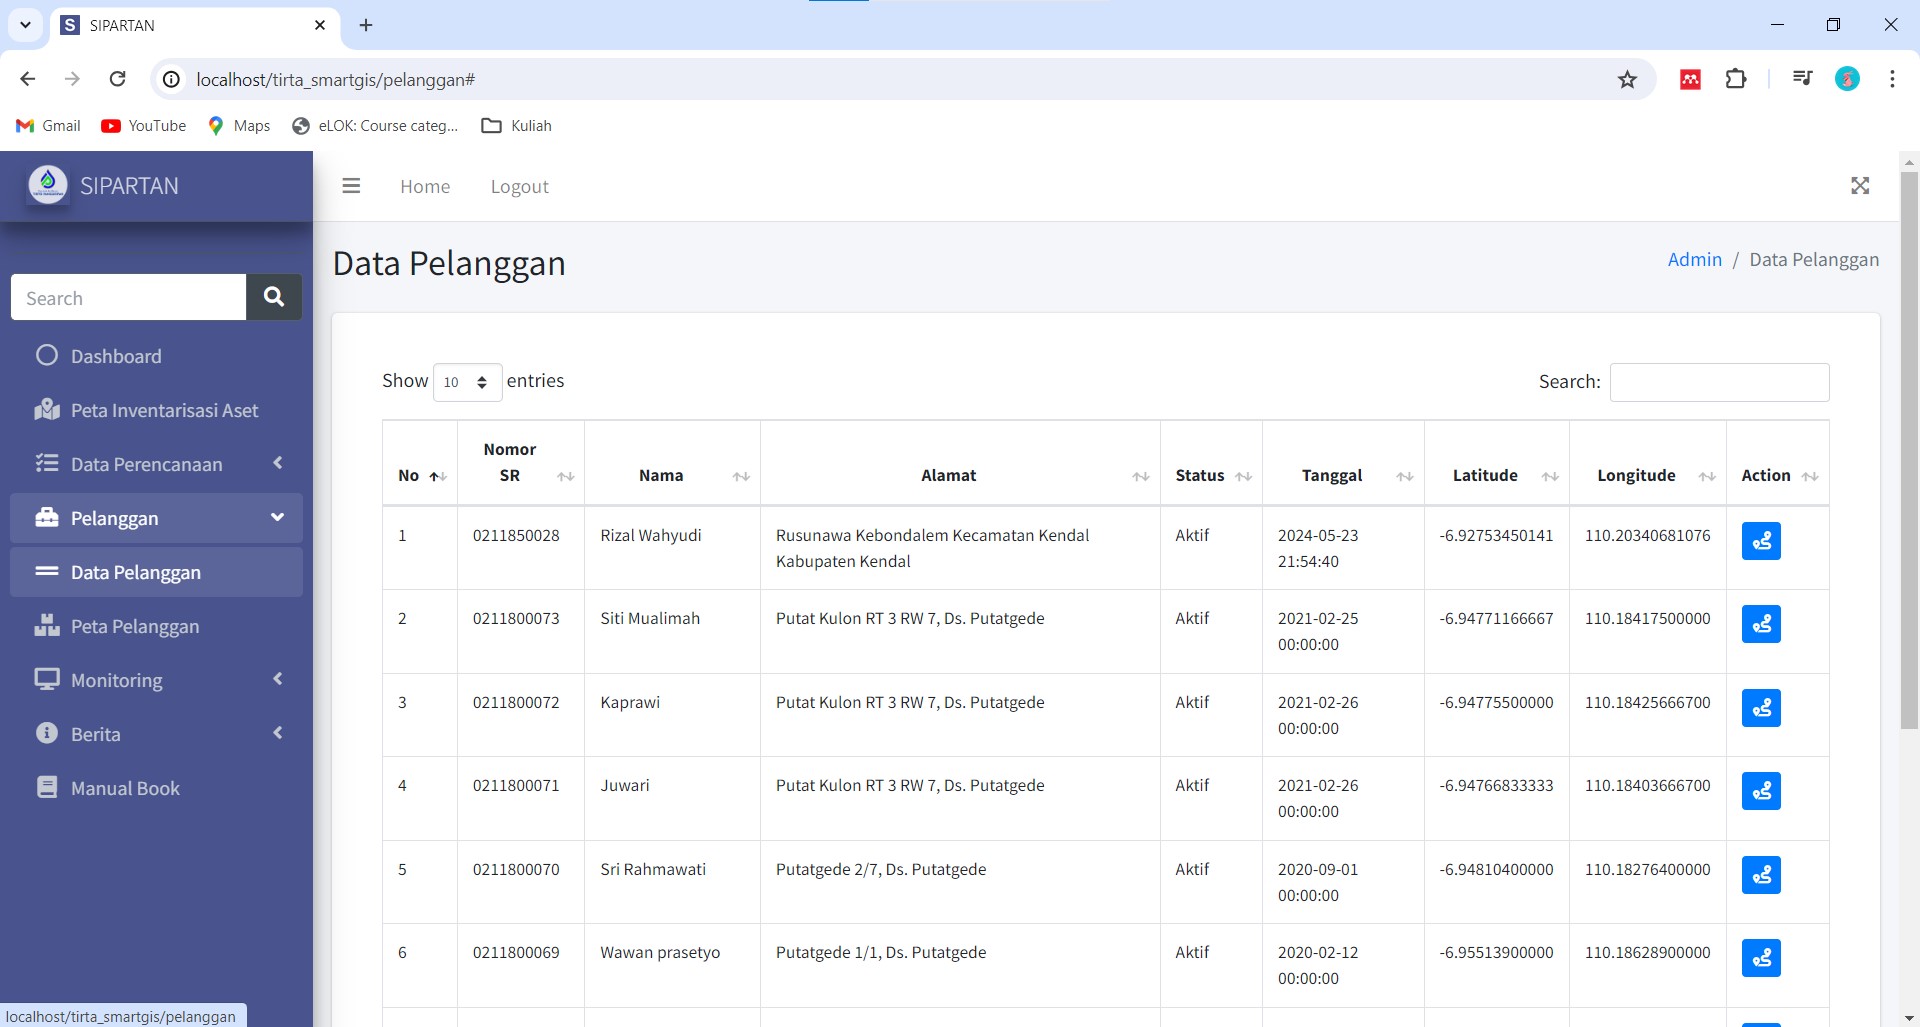 SIPARTAN
localhost/tirta_smartgis/pelanggan#
Gmail YouTube Maps eLOK: Course categ... Kuliah
SIPARTAN
Home Logout
Data Pelanggan
Admin / Data Pelanggan
Search
Dashboard
Peta Inventarisasi Aset
Data Perencanaan
Pelanggan
Data Pelanggan
Peta Pelanggan
Monitoring
Berita
Manual Book
Show 10 entries
Search:
No Nomor SR Nama Alamat Status Tanggal Latitude Longitude Action
1 0211850028 Rizal Wahyudi Rusunawa Kebondalem Kecamatan Kendal Aktif 2024-05-23 -6.92753450141 110.20340681076
Kabupaten Kendal 21:54:40
2 0211800073 Siti Mualimah Putat Kulon RT 3 RW 7, Ds. Putatgede Aktif 2021-02-25 -6.94771166667 110.18417500000
00:00:00
3 0211800072 Kaprawi Putat Kulon RT 3 RW 7, Ds. Putatgede Aktif 2021-02-26 -6.94775500000 110.18425666700
00:00:00
4 0211800071 Juwari Putat Kulon RT 3 RW 7, Ds. Putatgede Aktif 2021-02-26 -6.94766833333 110.18403666700
00:00:00
5 0211800070 Sri Rahmawati Putatgede 2/7, Ds. Putatgede Aktif 2020-09-01 -6.94810400000 110.18276400000
00:00:00
6 0211800069 Wawan prasetyo Putatgede 1/1, Ds. Putatgede Aktif 2020-02-12 -6.95513900000 110.18628900000
00:00:00
localhost/tirta_smartgis/pelanggan